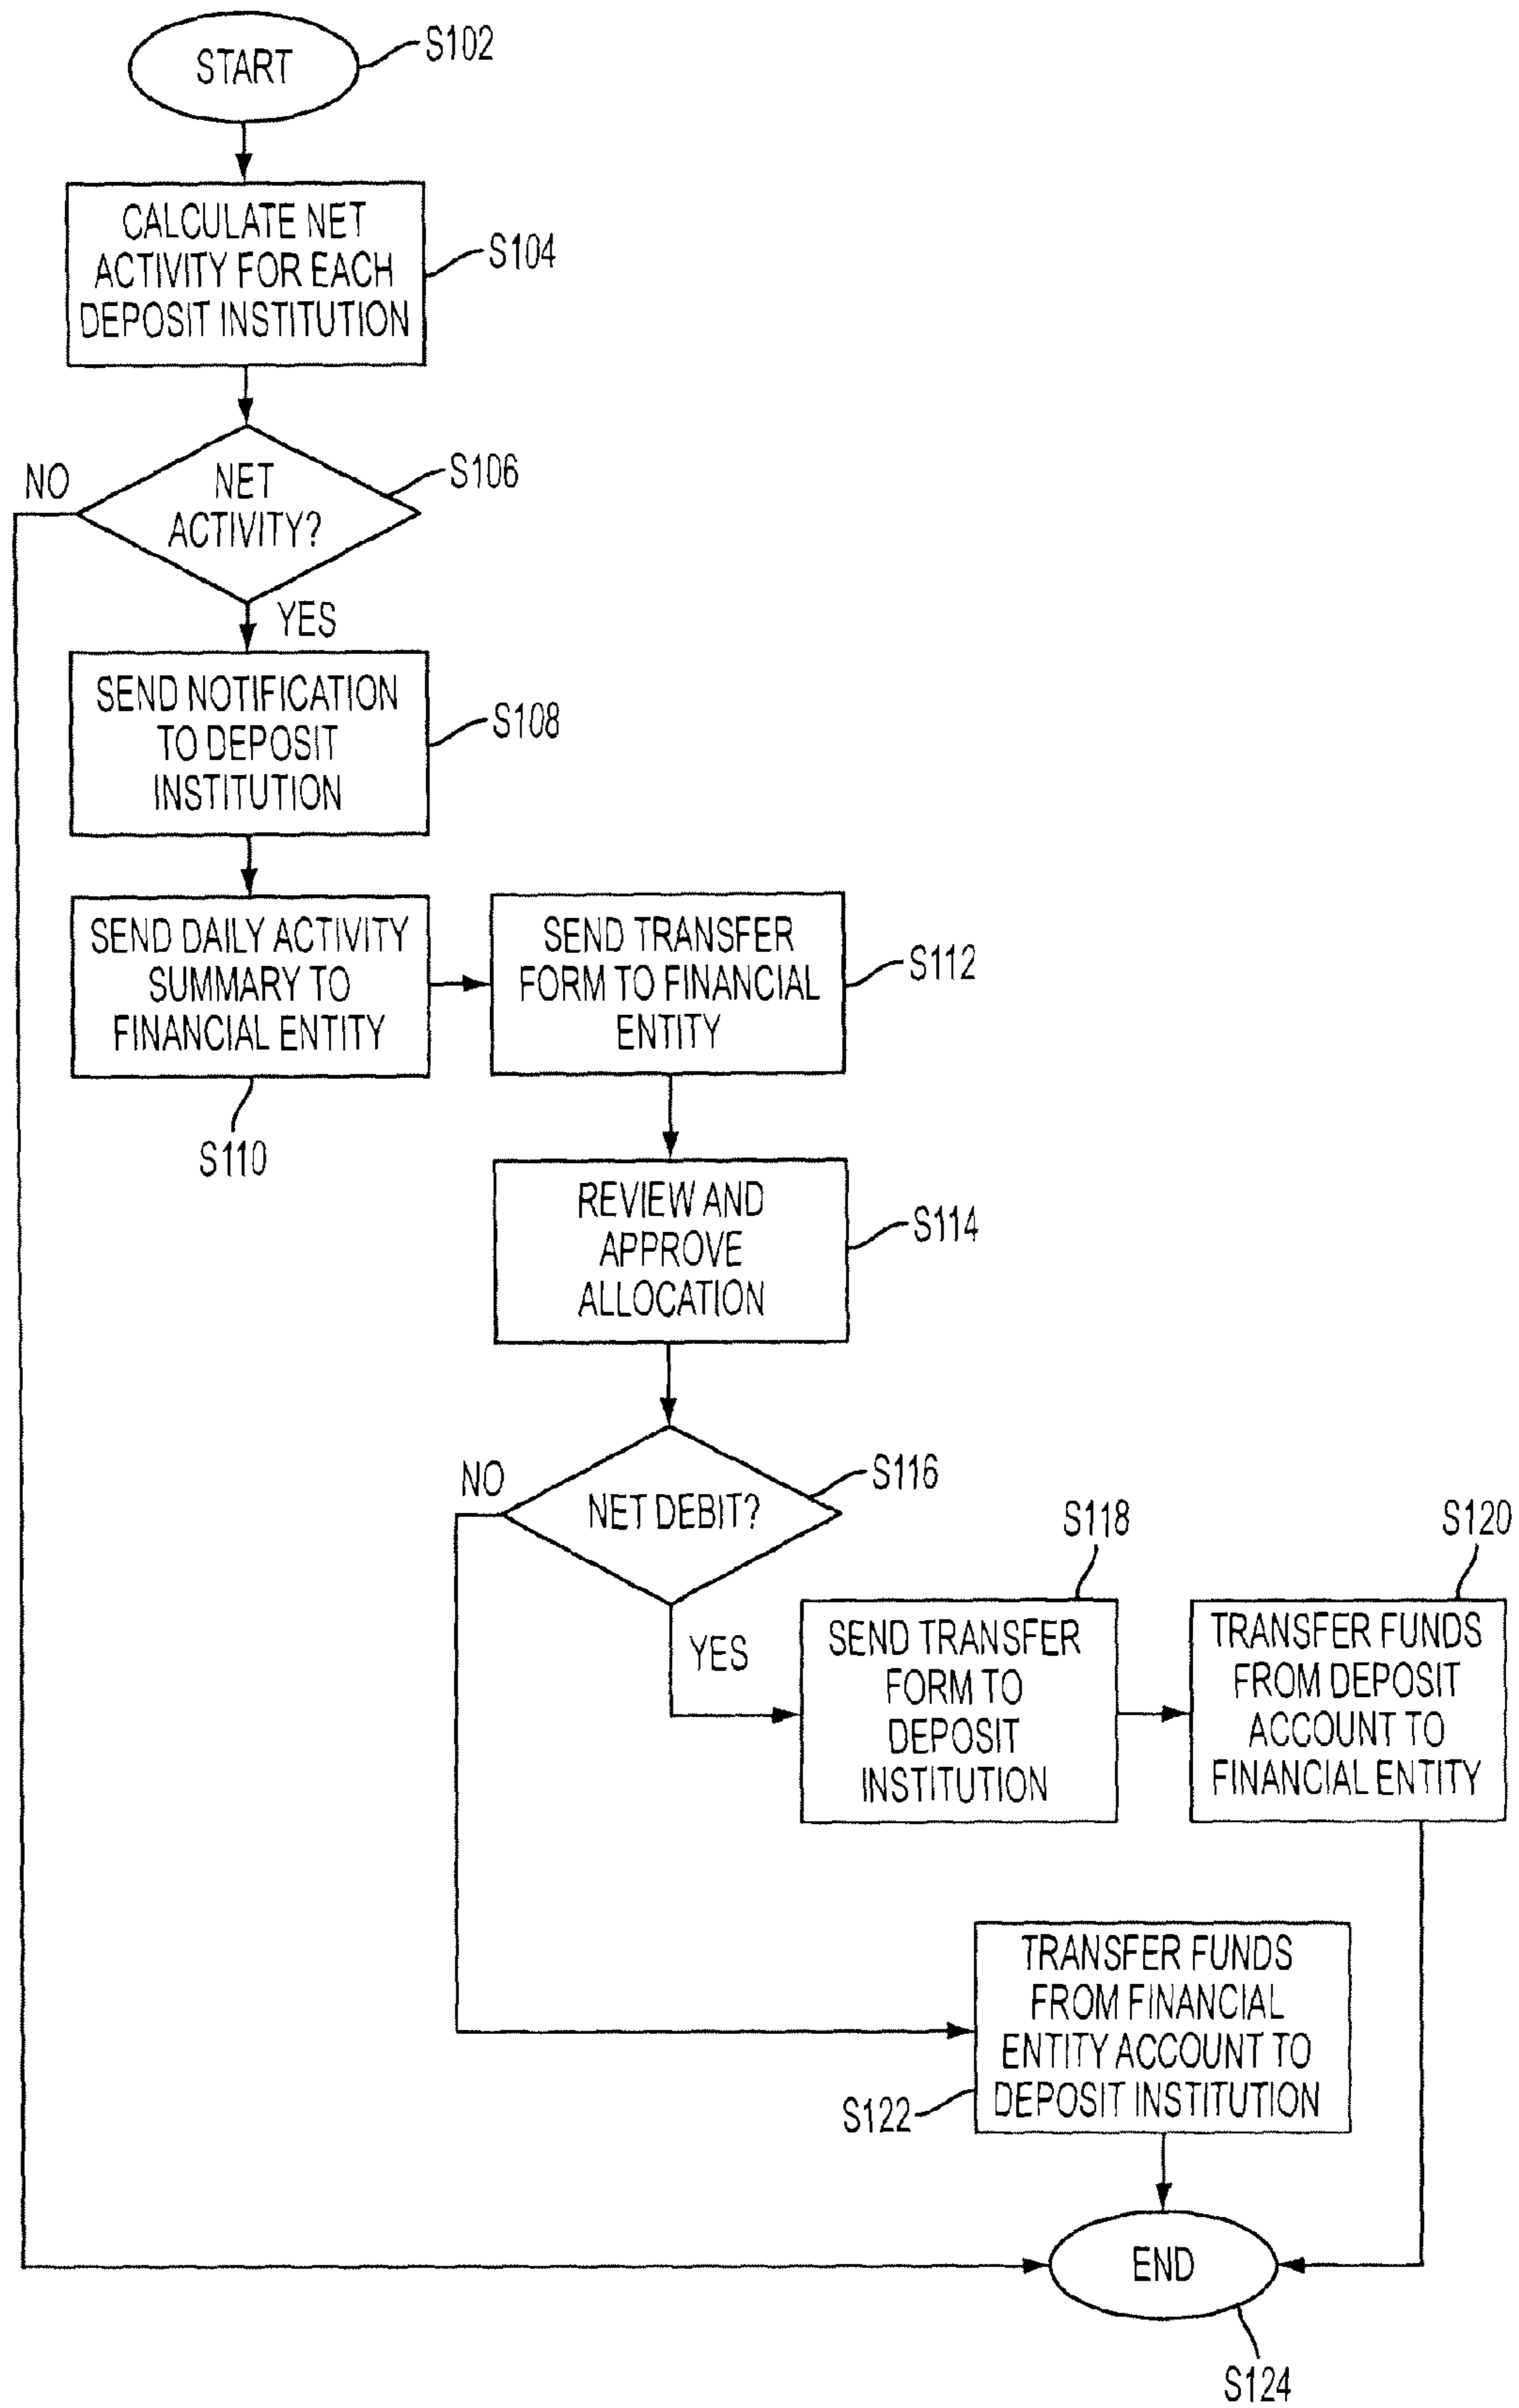 START
S102
CALCULATE NET
ACTIVITY FOR EACH
DEPOSIT INSTITUTION
S104
NO
NET
ACTIVITY?
S106
YES
SEND NOTIFICATION
TO DEPOSIT
INSTITUTION
S108
SEND DAILY ACTIVITY
SUMMARY TO
FINANCIAL ENTITY
S110
SEND TRANSFER
FORM TO FINANCIAL
ENTITY
S112
REVIEW AND
APPROVE
ALLOCATION
S114
NO
NET DEBIT?
S116
YES
S118
SEND TRANSFER
FORM TO
DEPOSIT
INSTITUTION
S120
TRANSFER FUNDS
FROM DEPOSIT
ACCOUNT TO
FINANCIAL ENTITY
TRANSFER FUNDS
FROM FINANCIAL
ENTITY ACCOUNT TO
DEPOSIT INSTITUTION
S122
END
S124